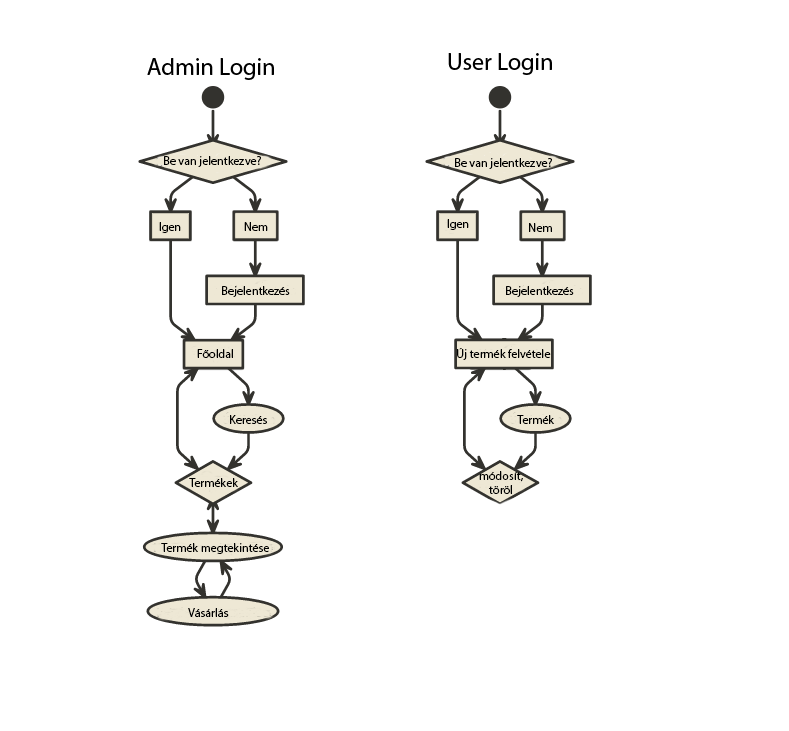 Admin Login
Be van jelentkezve?
Igen
Nem
Bejelentkezés
Főoldal
Keresés
Termékek
Termék megtekintése
Vásárlás
User Login
Be van jelentkezve?
Igen
Nem
Bejelentkezés
Új termék felvétele
Termék
módosít,
töröl